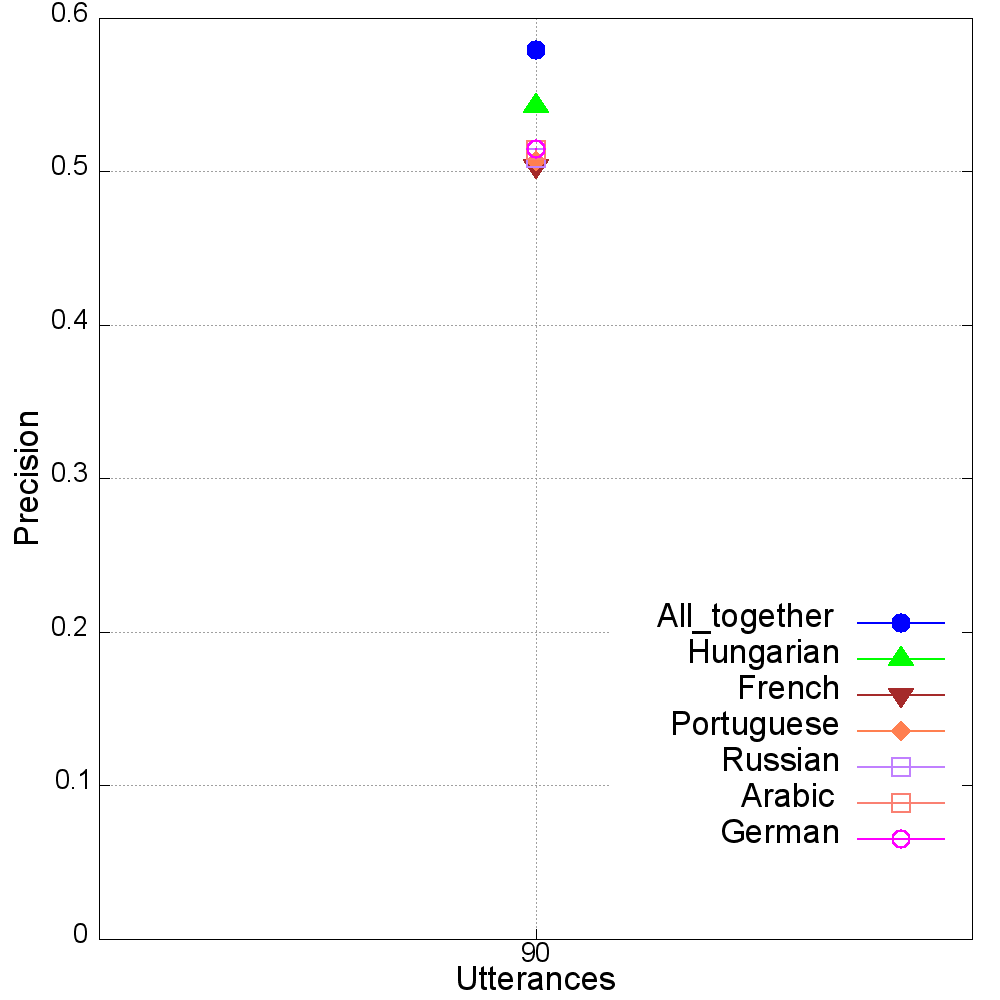 0.6
0.5
0.4
0.3
0.2
0.1
0
Precision
90
Utterances
All_together
Hungarian
French
Portuguese
Russian
Arabic
German